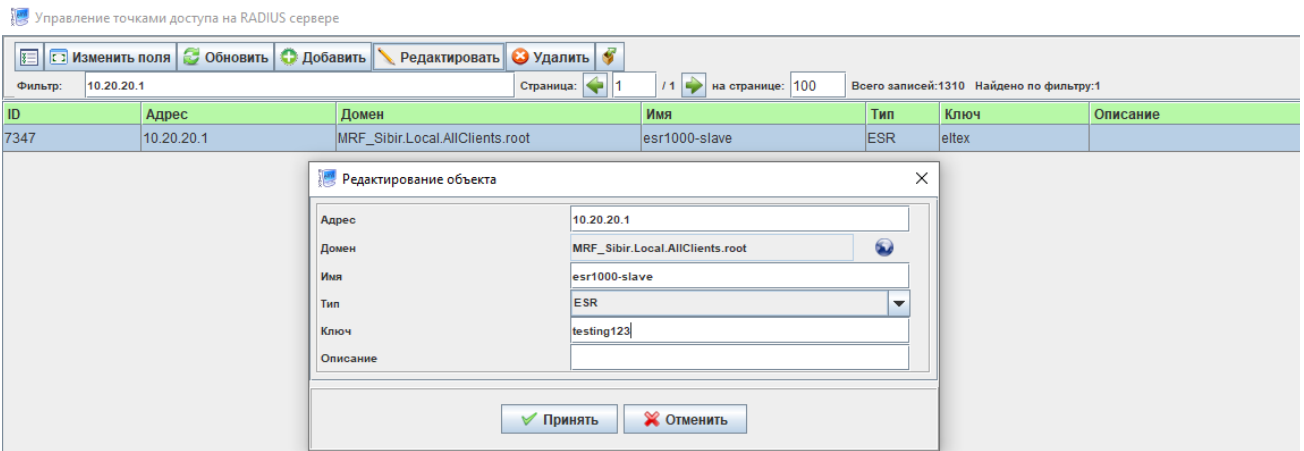 Управление точками доступа на RADIUS сервере
Изменить поля Обновить Добавить Редактировать Удалить
Фильтр: 10.20.20.1 Страница: 1 / 1 на странице: 100 Всего записей:1310 Найдено по фильтру:1
ID Адрес Домен Имя Тип Ключ Описание
7347 10.20.20.1 MRF_Sibir.Local.AllClients.root esr1000-slave ESR eltex
Редактирование объекта
Адрес 10.20.20.1
Домен MRF_Sibir.Local.AllClients.root
Имя esr1000-slave
Тип ESR
Ключ testing123
Описание
Принять Отменить